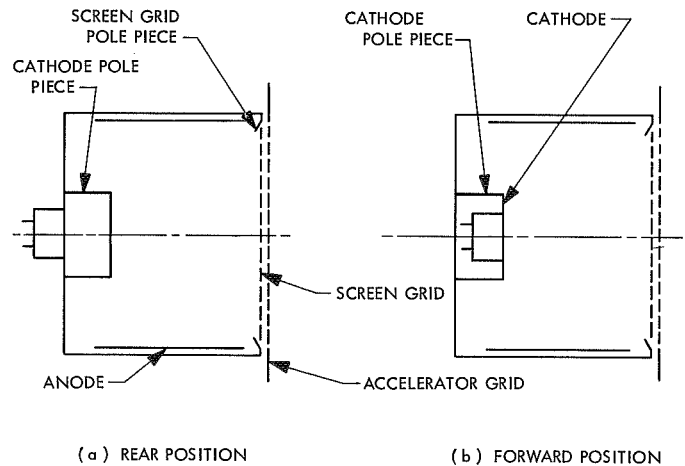 SCREEN GRID
POLE PIECE
CATHODE POLE
PIECE
CATHODE
POLE PIECE
CATHODE
SCREEN GRID
ANODE
ACCELERATOR GRID
(a) REAR POSITION
(b) FORWARD POSITION